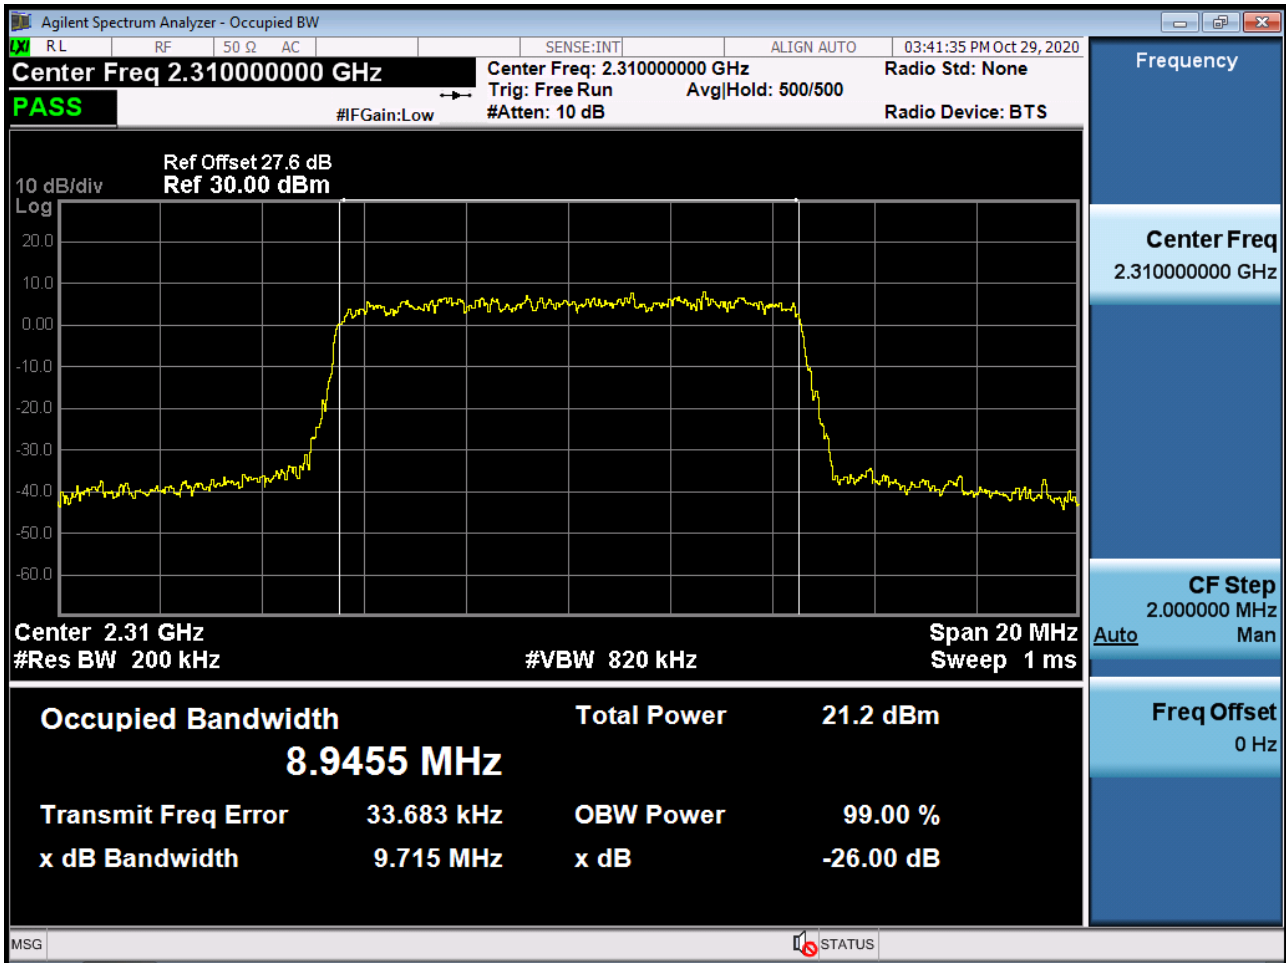 Agilent Spectrum Analyzer - Occupied BW
LXI RL RF 50 Ω AC SENSE:INT ALIGN AUTO 03:41:35 PM Oct 29, 2020
Center Freq 2.310000000 GHz
Center Freq: 2.310000000 GHz Radio Std: None
Trig: Free Run Avg|Hold: 500/500
PASS
#IFGain:Low #Atten: 10 dB Radio Device: BTS
Ref Offset 27.6 dB
10 dB/div Ref 30.00 dBm
Log
20.0
10.0
0.00
-10.0
-20.0
-30.0
-40.0
-50.0
-60.0
Center 2.31 GHz Span 20 MHz
#Res BW 200 kHz #VBW 820 kHz Sweep 1 ms
Occupied Bandwidth Total Power 21.2 dBm
8.9455 MHz
Transmit Freq Error 33.683 kHz OBW Power 99.00 %
x dB Bandwidth 9.715 MHz x dB -26.00 dB
MSG STATUS
Frequency
Center Freq
2.310000000 GHz
CF Step
2.000000 MHz
Auto Man
Freq Offset
0 Hz